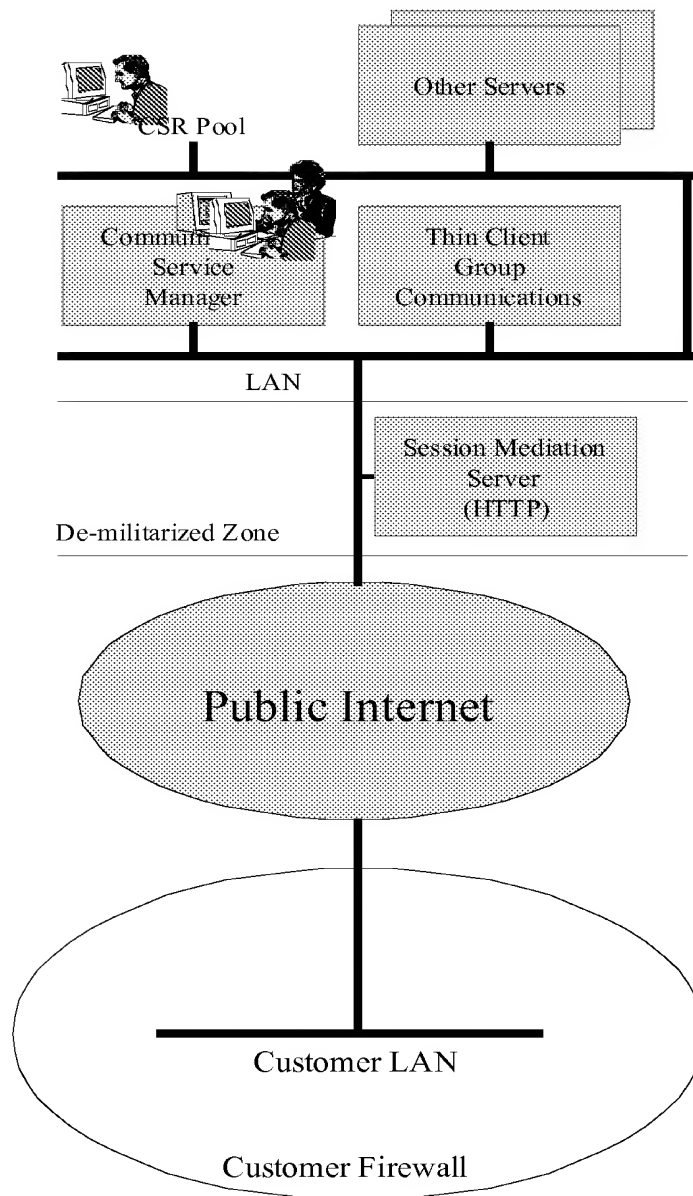 CSR Pool
Other Servers
Commun
Service
Manager
Thin Client
Group
Communications
LAN
Session Mediation
Server
(HTTP)
De-militarized Zone
Public Internet
Customer LAN
Customer Firewall